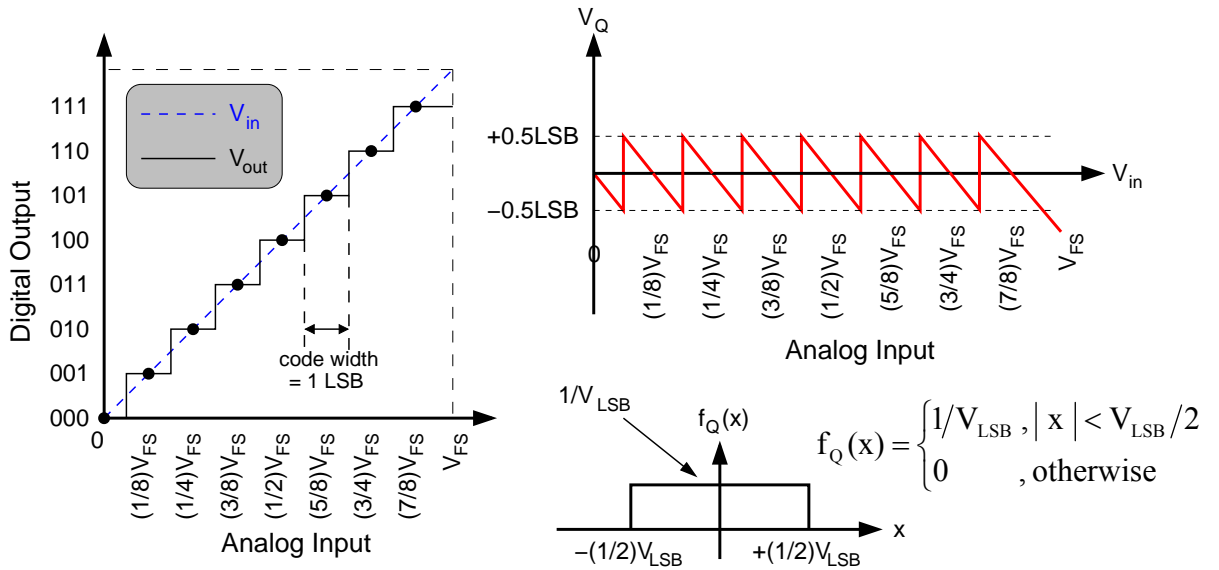 Digital Output
111
110
101
100
011
010
001
000
V_in
V_out
code width
= 1 LSB
0
(1/8)V_FS
(1/4)V_FS
(3/8)V_FS
(1/2)V_FS
(5/8)V_FS
(3/4)V_FS
(7/8)V_FS
V_FS
Analog Input
V_Q
+0.5LSB
−0.5LSB
V_in
0
(1/8)V_FS
(1/4)V_FS
(3/8)V_FS
(1/2)V_FS
(5/8)V_FS
(3/4)V_FS
(7/8)V_FS
V_FS
Analog Input
1/V_LSB
f_Q(x)
x
−(1/2)V_LSB
+(1/2)V_LSB
f_Q(x) = { 1/V_LSB , | x | < V_LSB/2
0 , otherwise